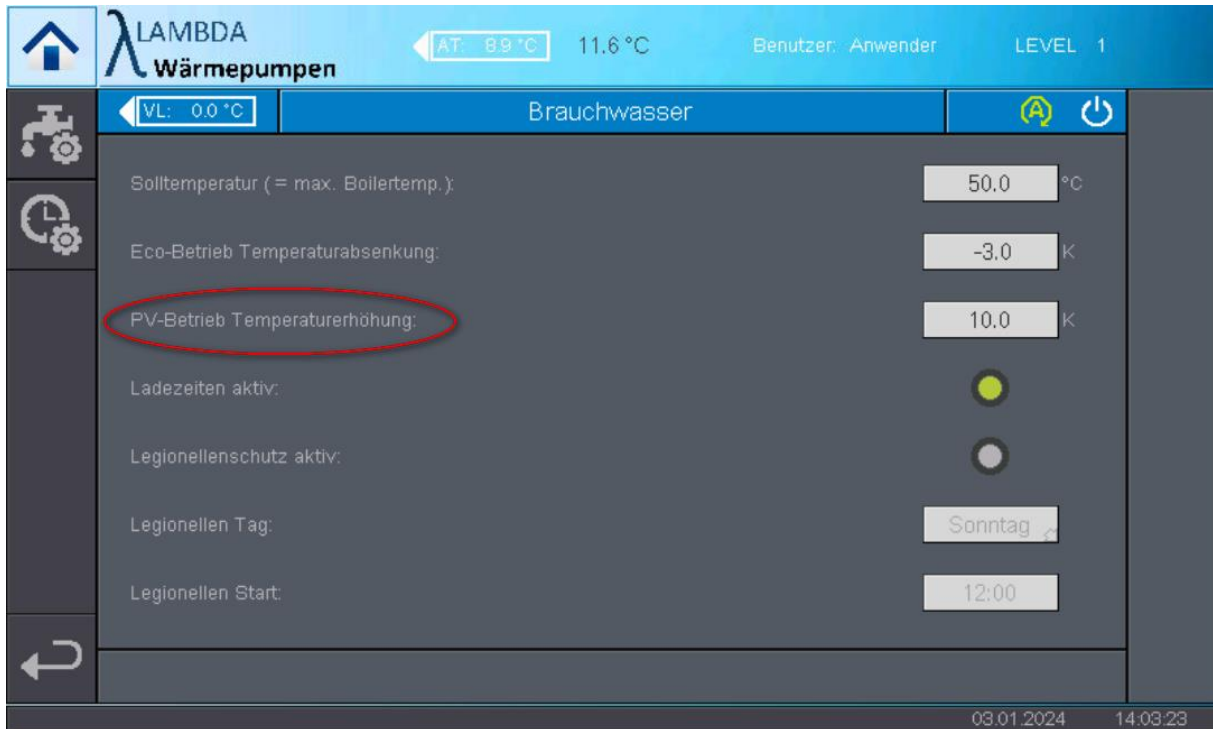 LAMBDA
Wärmepumpen
AT: 8.9 °C
11.6 °C
Benutzer: Anwender
LEVEL 1
VL: 0.0 °C
Brauchwasser
A
Solltemperatur (= max. Boilertemp.):
50.0 °C
Eco-Betrieb Temperaturabsenkung:
-3.0 K
PV-Betrieb Temperaturerhöhung:
10.0 K
Ladezeiten aktiv:
Legionellenschutz aktiv:
Legionellen Tag:
Sonntag
Legionellen Start:
12:00
03.01.2024 14:03:23